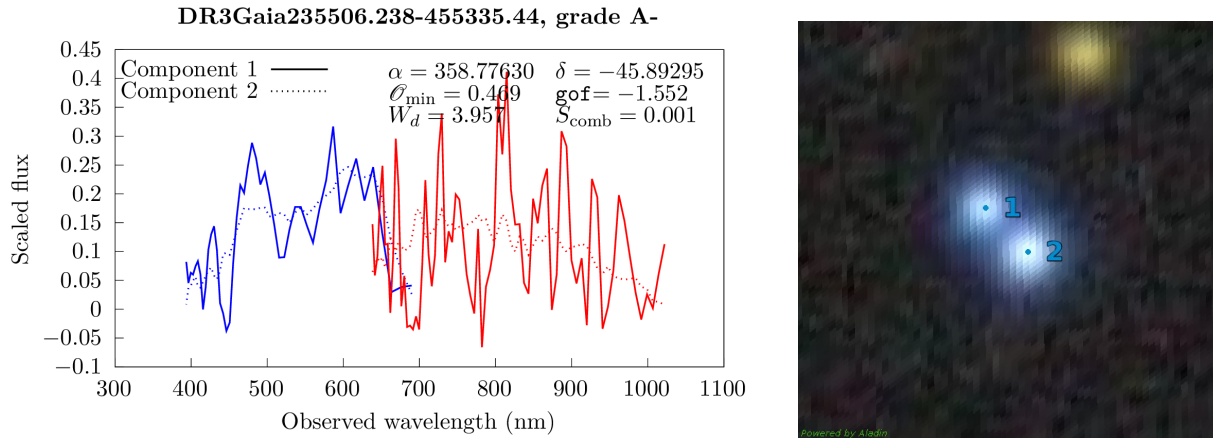 DR3Gaia235506.238-455335.44, grade A-
Component 1
Component 2
α = 358.77630 δ = −45.89295
𝒪min = 0.469 gof= −1.552
Wd = 3.957 Scomb = 0.001
0.45
0.4
0.35
0.3
0.25
0.2
0.15
0.1
0.05
0
−0.05
−0.1
Scaled flux
300 400 500 600 700 800 900 1000 1100
Observed wavelength (nm)
1
2
Powered by Aladin